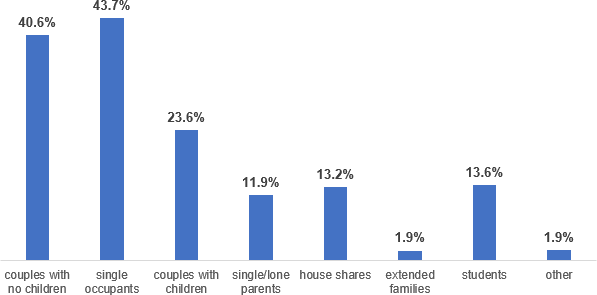 40.6%
43.7%
23.6%
11.9%
13.2%
1.9%
13.6%
1.9%
couples with
no children
single
occupants
couples with
children
single/lone
parents
house shares
extended
families
students
other